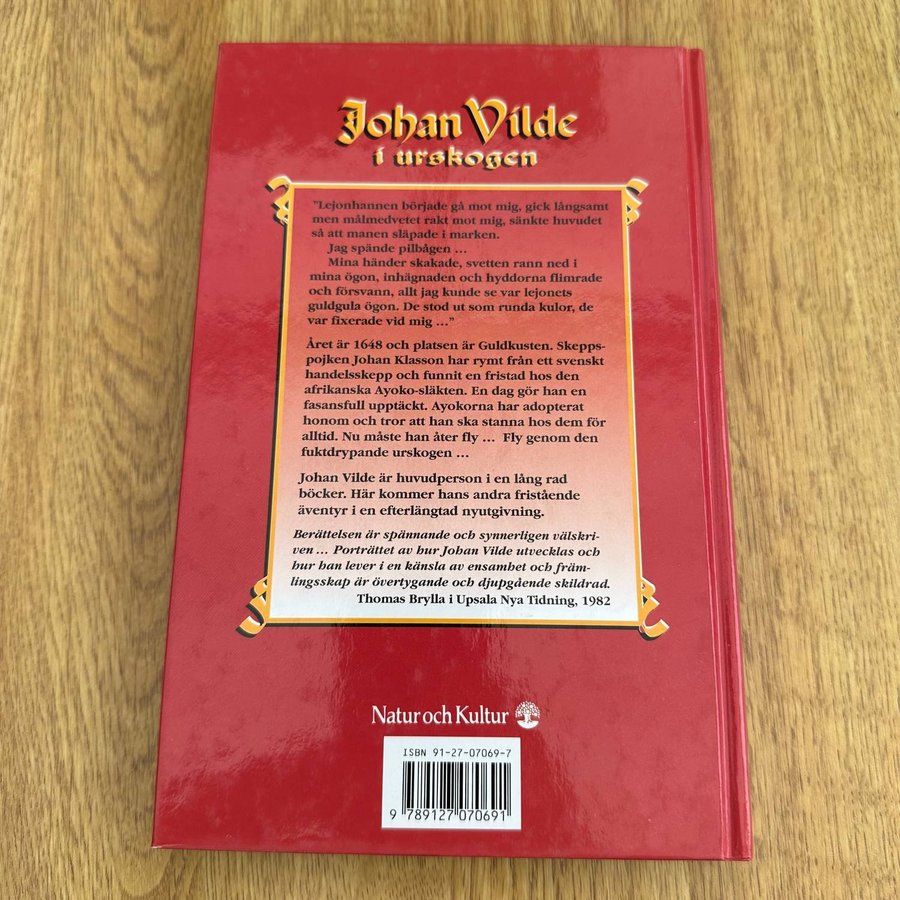 Johan Vilde
i urskogen
”Lejonhannen började gå mot mig, gick långsamt
men målmedvetet rakt mot mig, sänkte huvudet
så att manen släpade i marken.
Jag spände pilbågen ...
Mina händer skakade, svetten rann ned i
mina ögon, inhägnaden och hyddorna flimrade
och försvann, allt jag kunde se var lejonets
guldgula ögon. De stod ut som runda kulor, de
var fixerade vid mig ...”
Året är 1648 och platsen är Guldkusten. Skepps-
pojken Johan Klasson har rymt från ett svenskt
handelsskepp och funnit en fristad hos den
afrikanska Ayoko-släkten. En dag gör han en
fasansfull upptäckt. Ayokorna har adopterat
honom och tror att han ska stanna hos dem för
alltid. Nu måste han åter fly ... Fly genom den
fuktdrypande urskogen ...
Johan Vilde är huvudperson i en lång rad
böcker. Här kommer hans andra fristående
äventyr i en efterlängtad nyutgivning.
Berättelsen är spännande och synnerligen välskri-
ven ... Porträttet av hur Johan Vilde utvecklas och
hur han lever i en känsla av ensamhet och främ-
lingsskap är övertygande och djupgående skildrad.
Thomas Brylla i Upsala Nya Tidning, 1982
Natur och Kultur
ISBN 91-27-07069-7
9 789127 070691